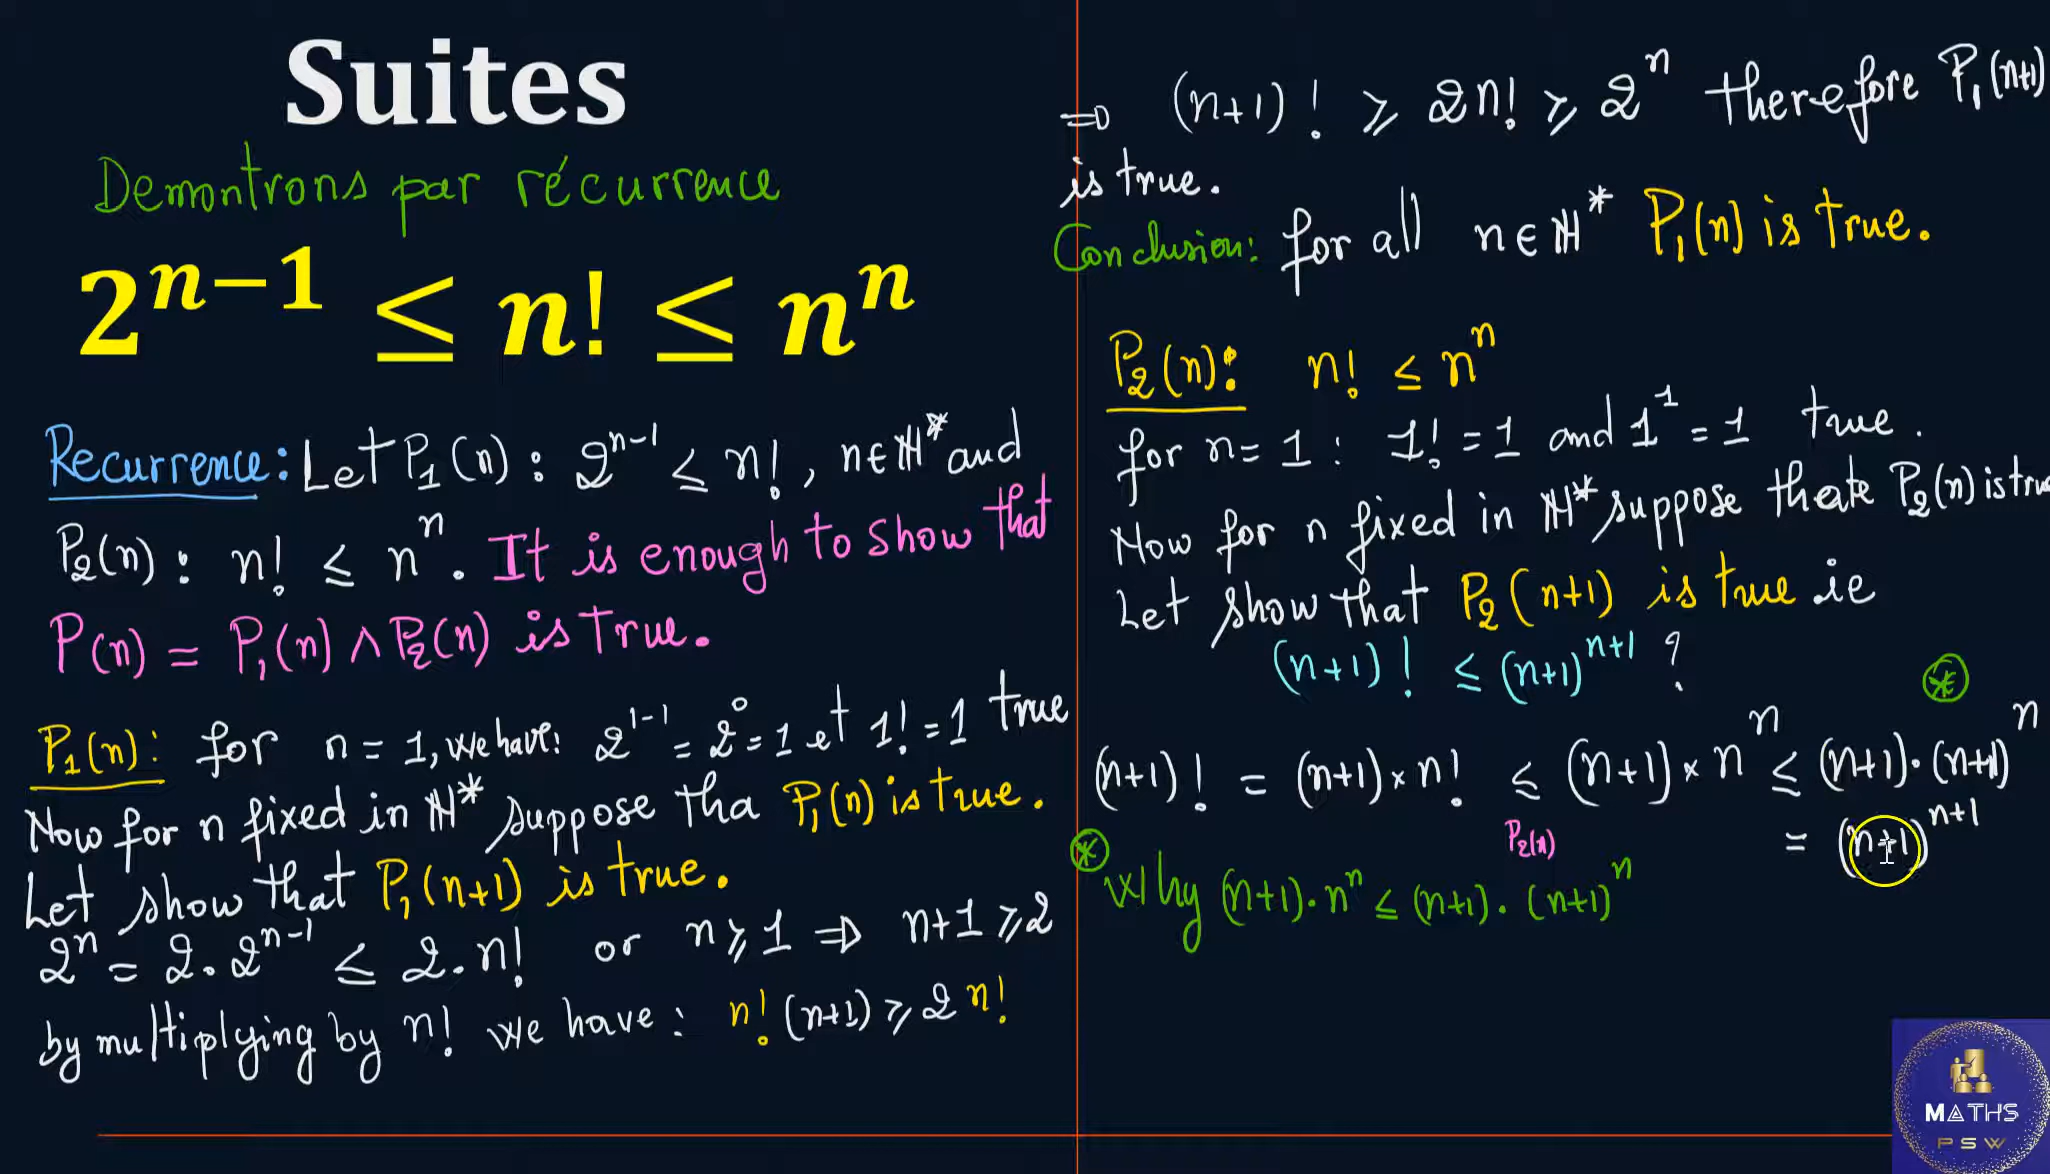 Suites
Demontrons par récurrence
2^{n-1} ≤ n! ≤ n^n
Recurrence: Let P₁(n): 2^{n-1} ≤ n!, n∈ℕ* and
P₂(n): n! ≤ n^n. It is enough to show that
P(n) = P₁(n) ∧ P₂(n) is true.
P₁(n): for n = 1, we have: 2^{1-1} = 2^0 = 1 et 1! = 1 true
Now for n fixed in ℕ* suppose tha P₁(n) is true.
Let show that P₁(n+1) is true.
2^n = 2 . 2^{n-1} ≤ 2 . n! or n ⩾ 1 ⇒ n+1 ⩾ 2
by multiplying by n! we have: n! (n+1) ⩾ 2 n!
⇒ (n+1)! ⩾ 2n! ⩾ 2^n therefore P₁(n+1)
is true.
Conclusion: for all n∈ℕ* P₁(n) is true.
P₂(n): n! ≤ n^n
for n = 1: 1! = 1 and 1^1 = 1 true.
Now for n fixed in ℕ* suppose thate P₂(n) is true
Let show that P₂(n+1) is true ie
(n+1)! ≤ (n+1)^{n+1} ?
*
(n+1)! = (n+1) × n! ≤ (n+1) × n^n ≤ (n+1) . (n+1)^n
P₂(n) = (n+1)^{n+1}
* Why (n+1) . n^n ≤ (n+1) . (n+1)^n
MATHS
PSW